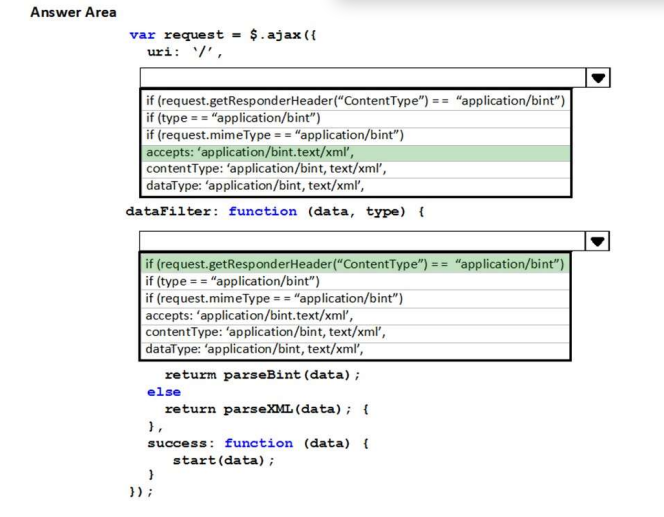 Answer Area
var request = $.ajax({
uri: '/',
if (request.getResponderHeader("ContentType") == "application/bint")
if (type = = "application/bint")
if (request.mimeType = = "application/bint")
accepts: 'application/bint.text/xml',
contentType: 'application/bint, text/xml',
dataType: 'application/bint, text/xml',
dataFilter: function (data, type) {
if (request.getResponderHeader("ContentType") == "application/bint")
if (type = = "application/bint")
if (request.mimeType = = "application/bint")
accepts: 'application/bint.text/xml',
contentType: 'application/bint, text/xml',
dataType: 'application/bint, text/xml',
returm parseBint(data);
else
return parseXML(data); {
},
success: function (data) {
start(data);
}
});